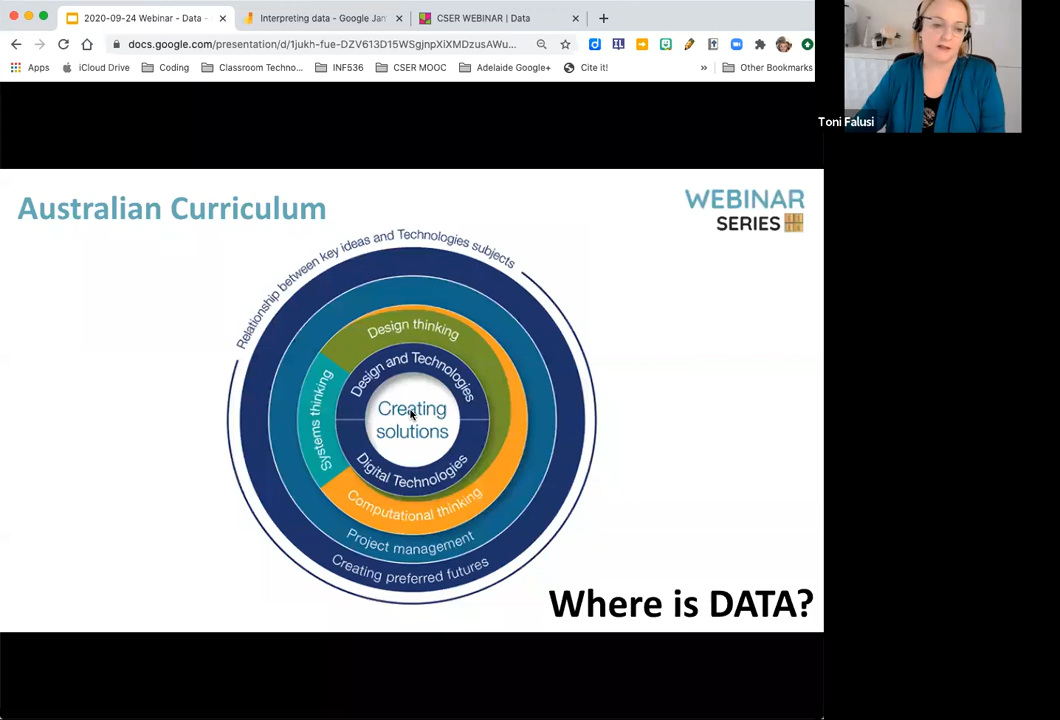 2020-09-24 Webinar - Data -
Interpreting data - Google Jam
CSER WEBINAR | Data
docs.google.com/presentation/d/1jukh-fue-DZV613D15WSgjnpXiXMDzusAWu...
Apps
iCloud Drive
Coding
Classroom Techno...
INF536
CSER MOOC
Adelaide Google+
Cite it!
»
Other Bookmarks
Toni Falusi
Australian Curriculum
WEBINAR
SERIES
Relationship between key ideas and Technologies subjects
Design thinking
Design and Technologies
Systems thinking
Creating
solutions
Digital Technologies
Computational thinking
Project management
Creating preferred futures
Where is DATA?